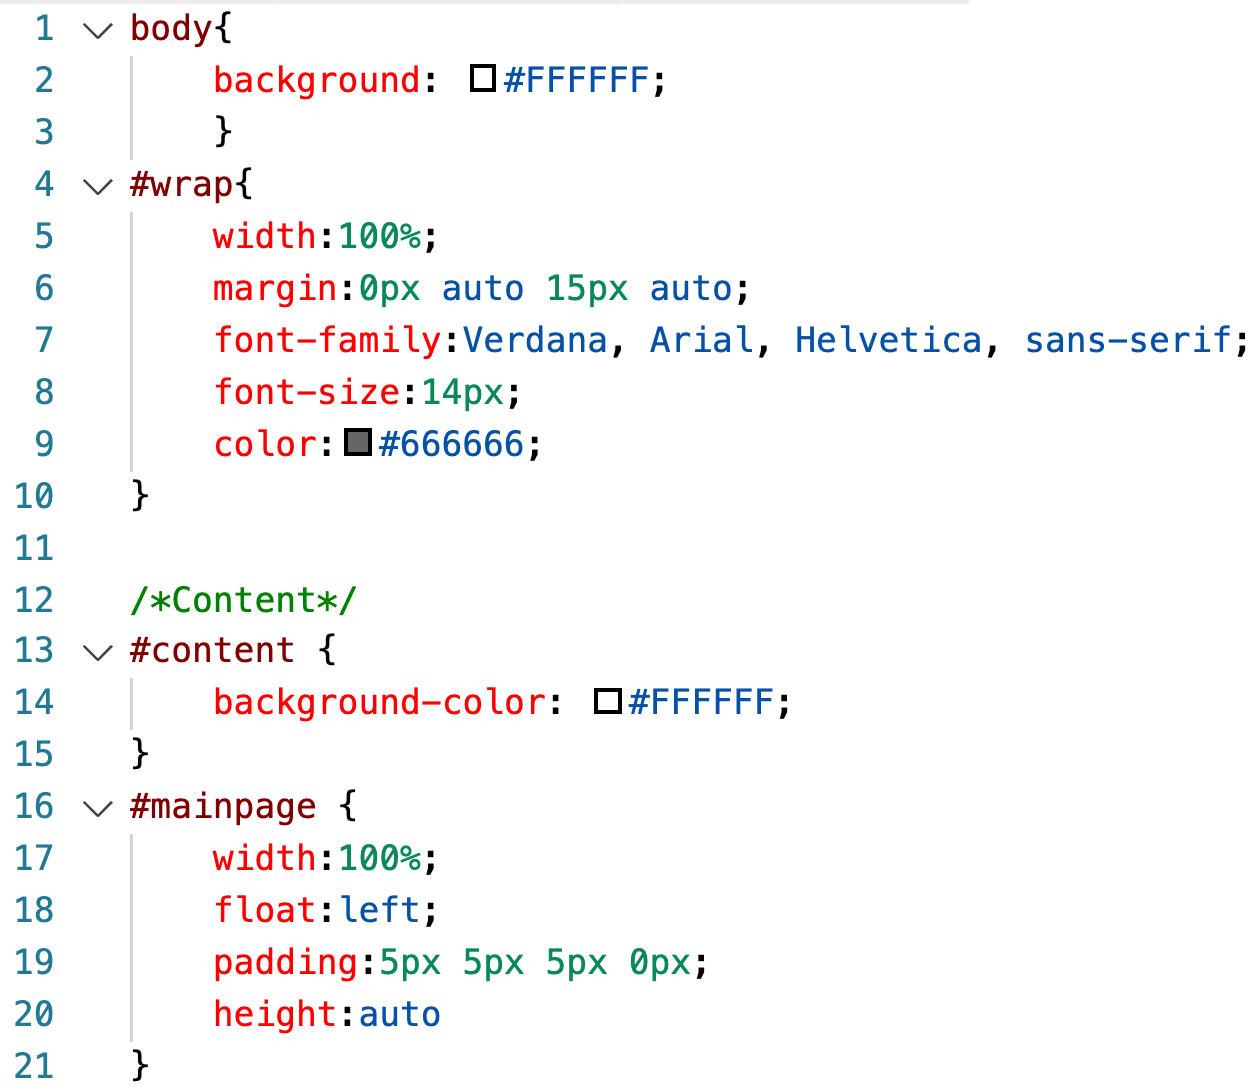 1 body{
2 background: #FFFFFF;
3 }
4 #wrap{
5 width:100%;
6 margin:0px auto 15px auto;
7 font-family:Verdana, Arial, Helvetica, sans-serif;
8 font-size:14px;
9 color:#666666;
10 }
11
12 /*Content*/
13 #content {
14 background-color: #FFFFFF;
15 }
16 #mainpage {
17 width:100%;
18 float:left;
19 padding:5px 5px 5px 0px;
20 height:auto
21 }